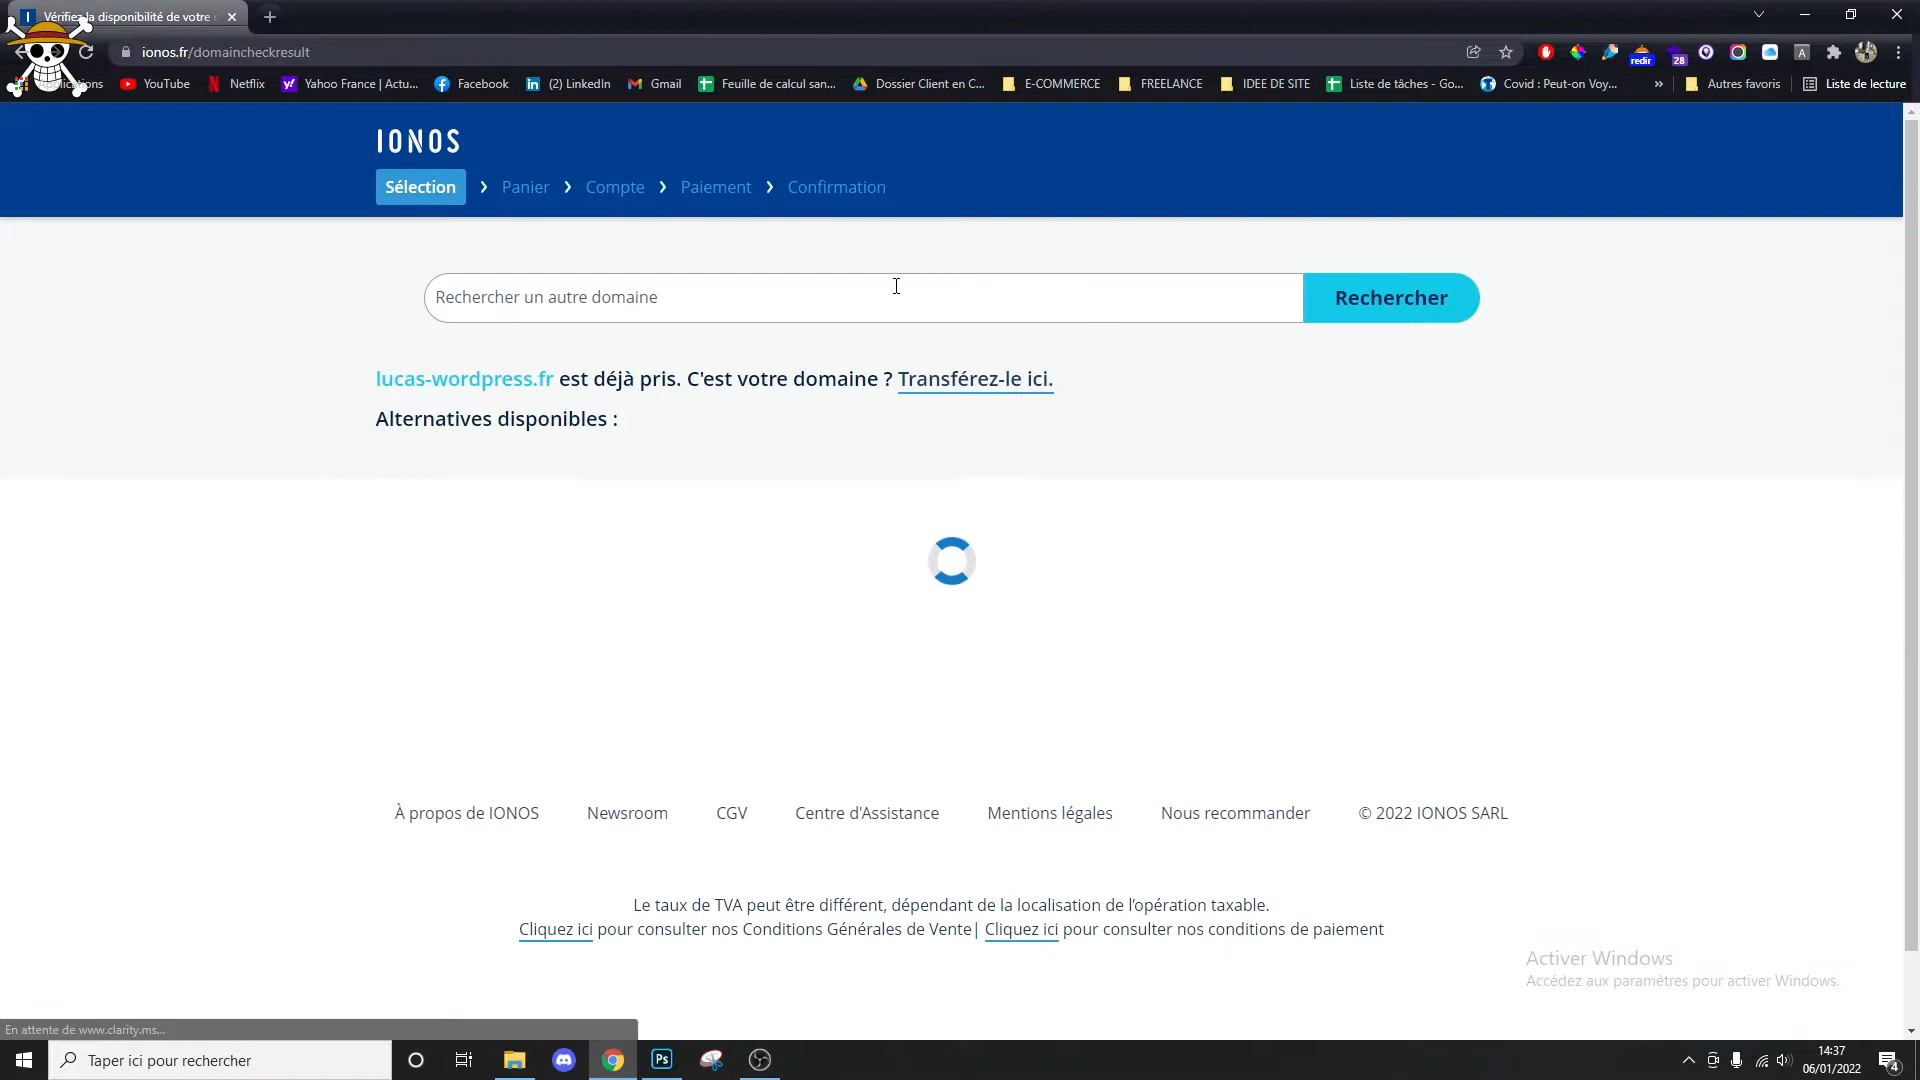 Vérifiez la disponibilité de votre
ionos.fr/domaincheckresult
redir
28
A
YouTube
Netflix
Yahoo France | Actu...
Facebook
(2) LinkedIn
Gmail
Feuille de calcul san...
Dossier Client en C...
E-COMMERCE
FREELANCE
IDEE DE SITE
Liste de tâches - Go...
Covid : Peut-on Voy...
»
Autres favoris
Liste de lecture
IONOS
Sélection
Panier
Compte
Paiement
Confirmation
Rechercher un autre domaine
Rechercher
lucas-wordpress.fr est déjà pris. C'est votre domaine ? Transférez-le ici.
Alternatives disponibles :
À propos de IONOS
Newsroom
CGV
Centre d'Assistance
Mentions légales
Nous recommander
© 2022 IONOS SARL
Le taux de TVA peut être différent, dépendant de la localisation de l’opération taxable.
Cliquez ici pour consulter nos Conditions Générales de Vente| Cliquez ici pour consulter nos conditions de paiement
Activer Windows
Accédez aux paramètres pour activer Windows.
En attente de www.clarity.ms...
Taper ici pour rechercher
Ps
14:37
06/01/2022
4